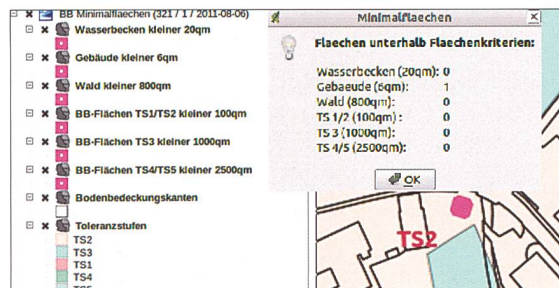 BB Minimalflaechen (321 / 1 / 2011-08-06)
Wasserbecken kleiner 20qm
Gebäude kleiner 6qm
Wald kleiner 800qm
BB-Flächen TS1/TS2 kleiner 100qm
BB-Flächen TS3 kleiner 1000qm
BB-Flächen TS4/TS5 kleiner 2500qm
Bodenbedeckungskanten
Toleranzstufen
TS2
TS3
TS1
TS4
TS5
Minimalflaechen
Flaechen unterhalb Flaechenkriterien:
Wasserbecken (20qm): 0
Gebaeude (6qm): 1
Wald (800qm): 0
TS 1/2 (100qm) : 0
TS 3 (1000qm): 0
TS 4/5 (2500qm): 0
OK
TS2